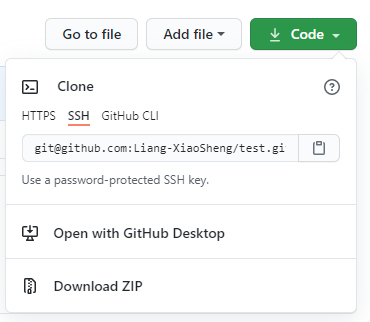 Go to file Add file Code
Clone
HTTPS SSH GitHub CLI
git@github.com:Liang-XiaoSheng/test.gi
Use a password-protected SSH key.
Open with GitHub Desktop
Download ZIP